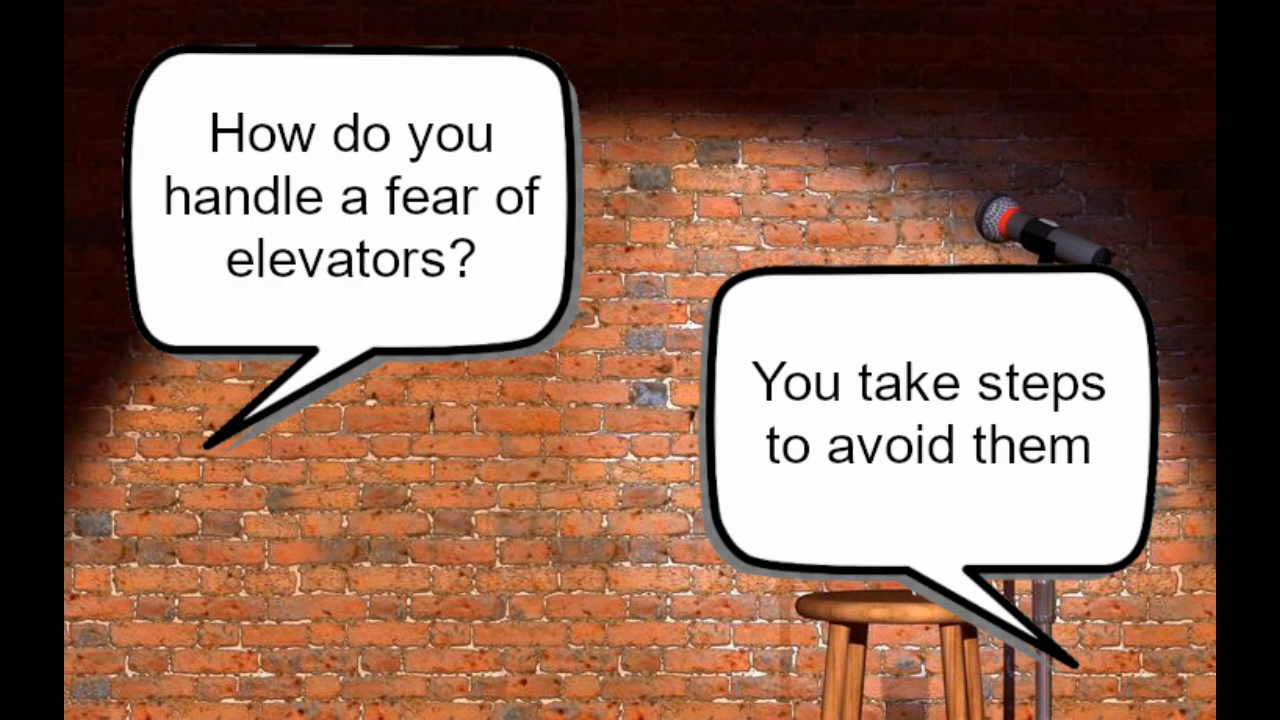 How do you
handle a fear of
elevators?
You take steps
to avoid them